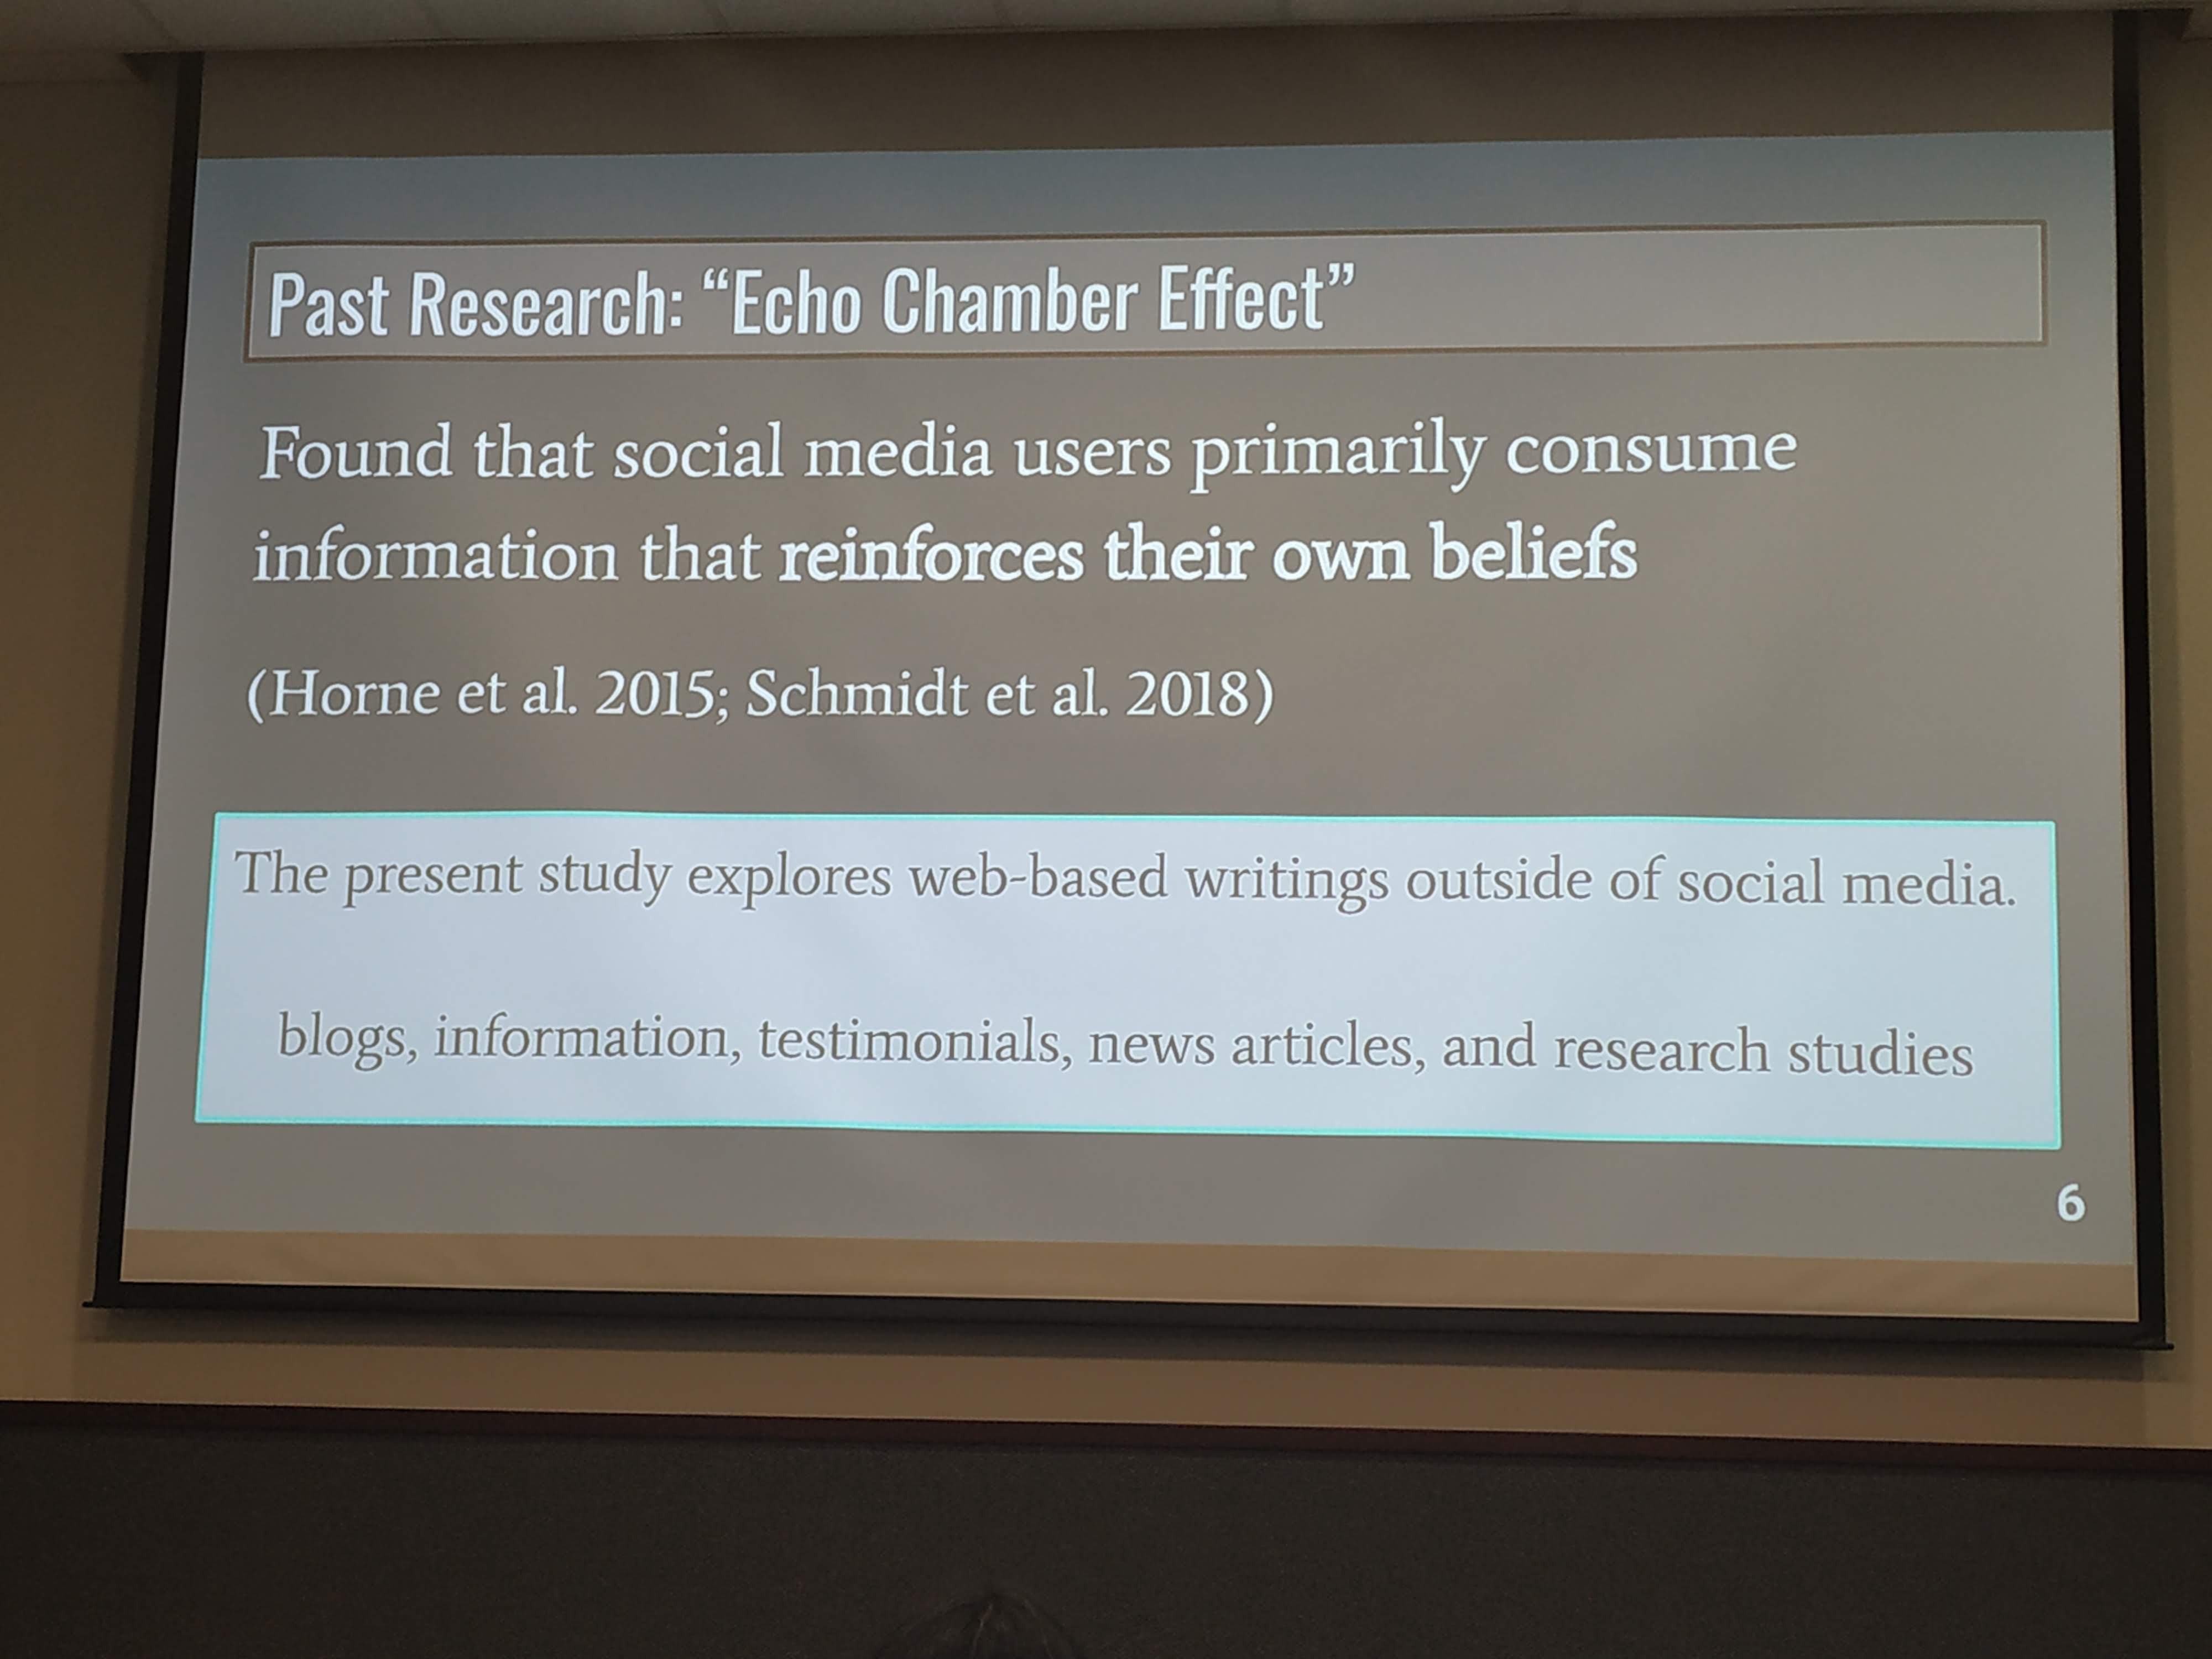 Past Research: “Echo Chamber Effect”
Found that social media users primarily consume
information that reinforces their own beliefs
(Horne et al. 2015; Schmidt et al. 2018)
The present study explores web-based writings outside of social media.
blogs, information, testimonials, news articles, and research studies
6